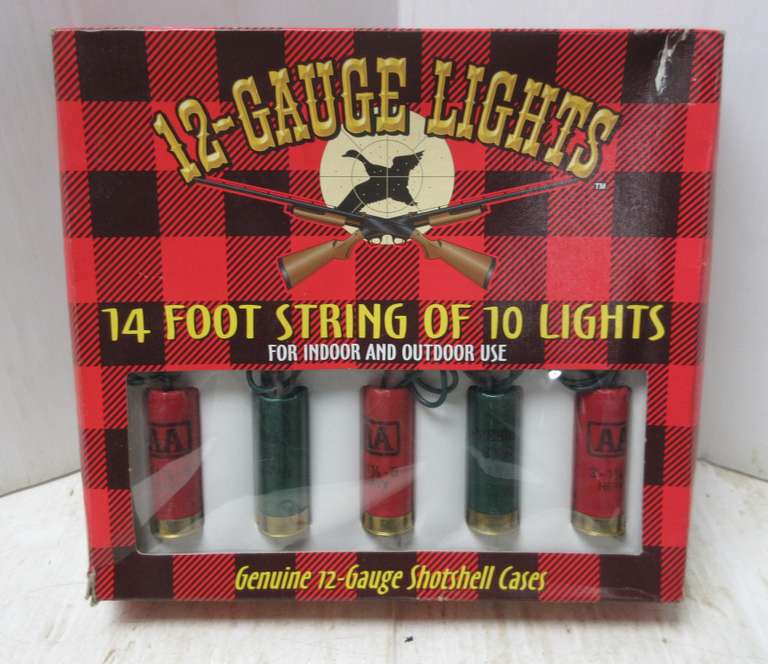 12-GAUGE LIGHTS
™
14 FOOT STRING OF 10 LIGHTS
FOR INDOOR AND OUTDOOR USE
AA
AA
AA
Genuine 12-Gauge Shotshell Cases